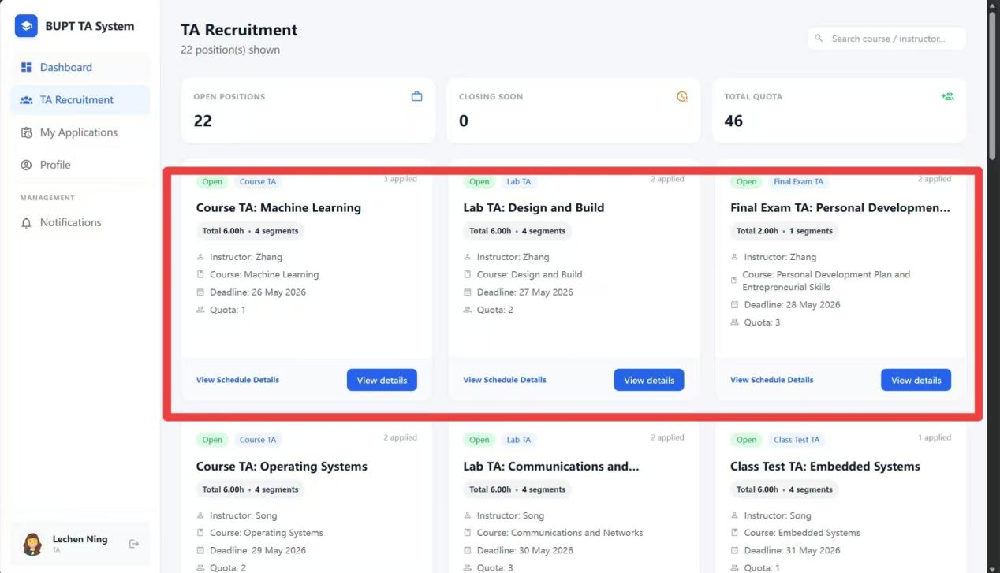 BUPT TA System
Dashboard
TA Recruitment
My Applications
Profile
MANAGEMENT
Notifications
Lechen Ning
TA
TA Recruitment
22 position(s) shown
Search course / instructor...
OPEN POSITIONS
22
CLOSING SOON
0
TOTAL QUOTA
46
Open Course TA 3 applied
Course TA: Machine Learning
Total 6.00h • 4 segments
Instructor: Zhang
Course: Machine Learning
Deadline: 26 May 2026
Quota: 1
View Schedule Details View details
Open Lab TA 2 applied
Lab TA: Design and Build
Total 6.00h • 4 segments
Instructor: Zhang
Course: Design and Build
Deadline: 27 May 2026
Quota: 2
View Schedule Details View details
Open Final Exam TA 2 applied
Final Exam TA: Personal Developmen...
Total 2.00h • 1 segments
Instructor: Zhang
Course: Personal Development Plan and
Entrepreneurial Skills
Deadline: 28 May 2026
Quota: 3
View Schedule Details View details
Open Course TA 2 applied
Course TA: Operating Systems
Total 6.00h • 4 segments
Instructor: Song
Course: Operating Systems
Deadline: 29 May 2026
Quota: 2
Open Lab TA 2 applied
Lab TA: Communications and...
Total 6.00h • 4 segments
Instructor: Song
Course: Communications and Networks
Deadline: 30 May 2026
Quota: 3
Open Class Test TA 1 applied
Class Test TA: Embedded Systems
Total 6.00h • 4 segments
Instructor: Song
Course: Embedded Systems
Deadline: 31 May 2026
Quota: 1